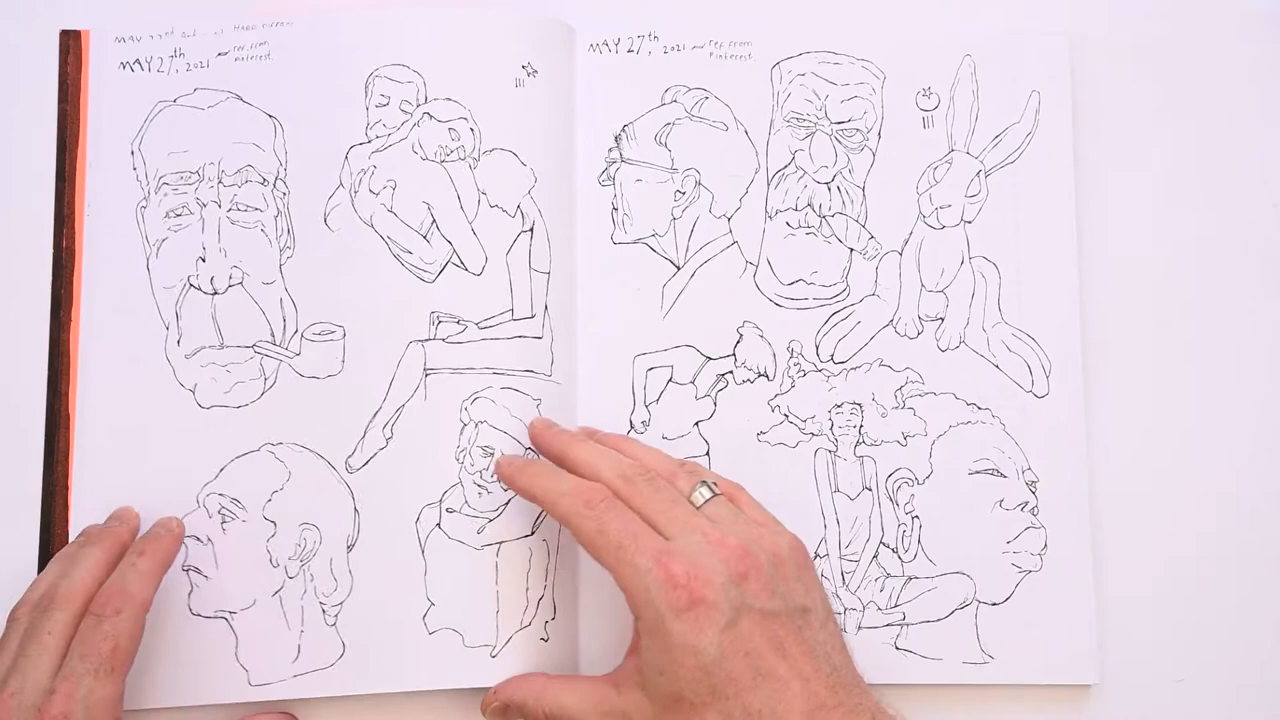 MAY 27th, 2021
ref. from
Pinterest.
MAY 27th, 2021
ref. from
Pinterest.